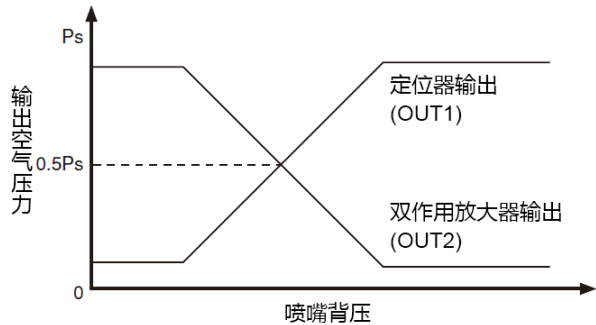 Ps
输出空气压力
0.5Ps
0
定位器输出
(OUT1)
双作用放大器输出
(OUT2)
喷嘴背压